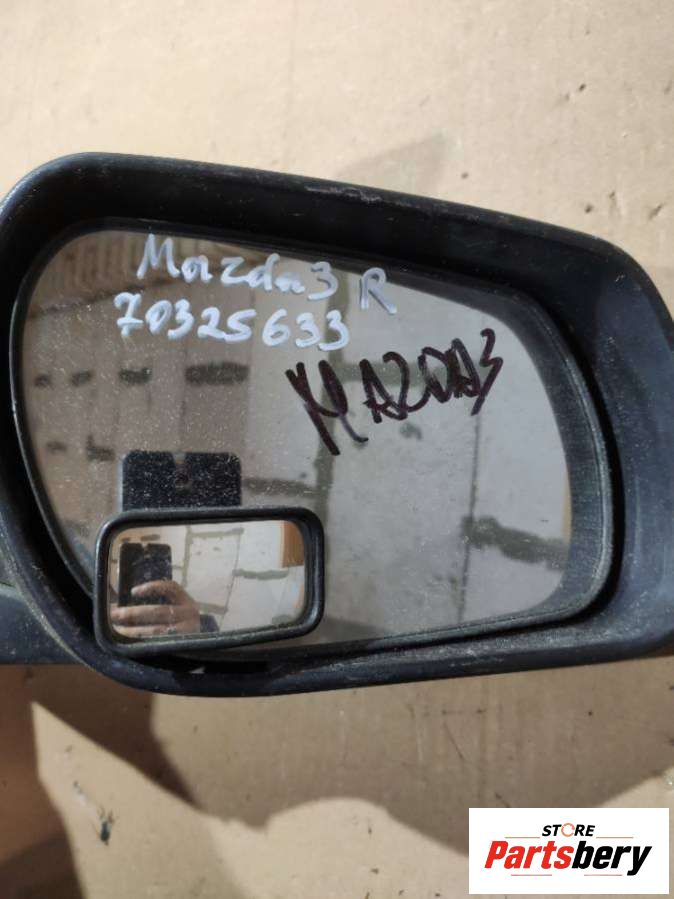 Mazda3 R
70325633
MAZDA3
STORE
Partsbery